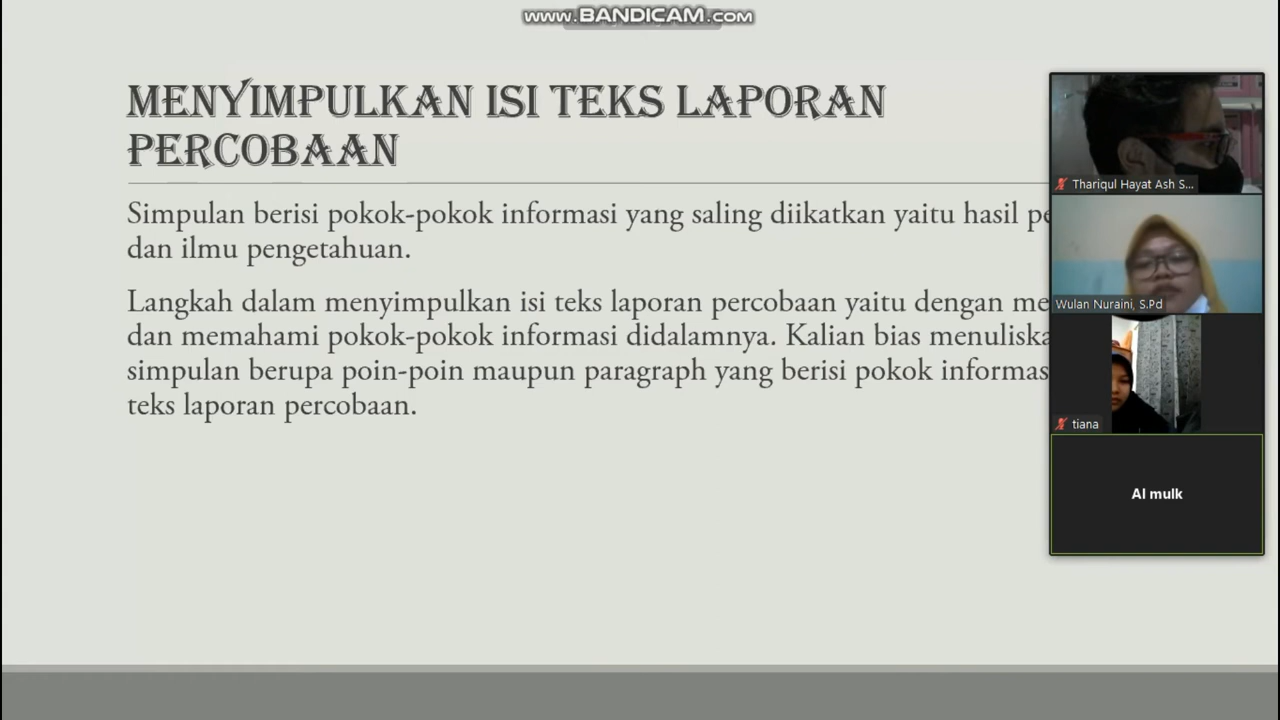 www.BANDICAM.com
MENYIMPULKAN ISI TEKS LAPORAN
PERCOBAAN
Simpulan berisi pokok-pokok informasi yang saling diikatkan yaitu hasil pe
dan ilmu pengetahuan.
Langkah dalam menyimpulkan isi teks laporan percobaan yaitu dengan me
dan memahami pokok-pokok informasi didalamnya. Kalian bias menuliska
simpulan berupa poin-poin maupun paragraph yang berisi pokok informas
teks laporan percobaan.
Thariqul Hayat Ash S...
Wulan Nuraini, S.Pd
tiana
Al mulk